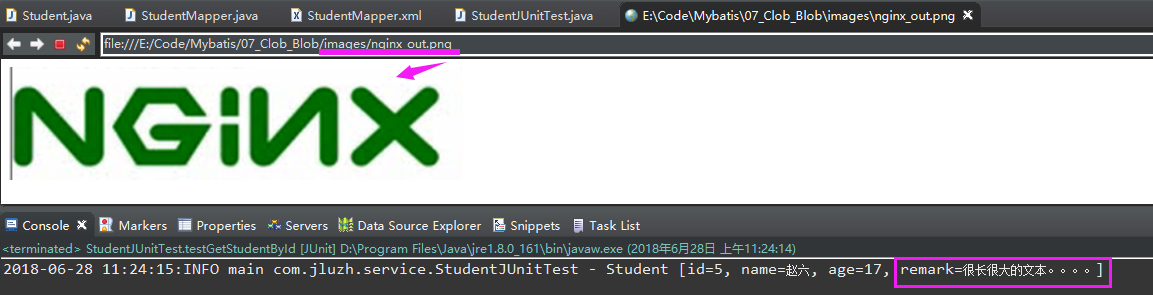 Student.java StudentMapper.java StudentMapper.xml StudentJUnitTest.java E:\Code\Mybatis\07_Clob_Blob\images\nginx_out.png
file:///E:/Code/Mybatis/07_Clob_Blob/images/nginx_out.png
NGINX
Console Markers Properties Servers Data Source Explorer Snippets Task List
<terminated> StudentJUnitTest.testGetStudentById [JUnit] D:\Program Files\Java\jre1.8.0_161\bin\javaw.exe (2018年6月28日 上午11:24:14)
2018-06-28 11:24:15:INFO main com.jluzh.service.StudentJUnitTest - Student [id=5, name=赵六, age=17, remark=很长很大的文本。。。。]